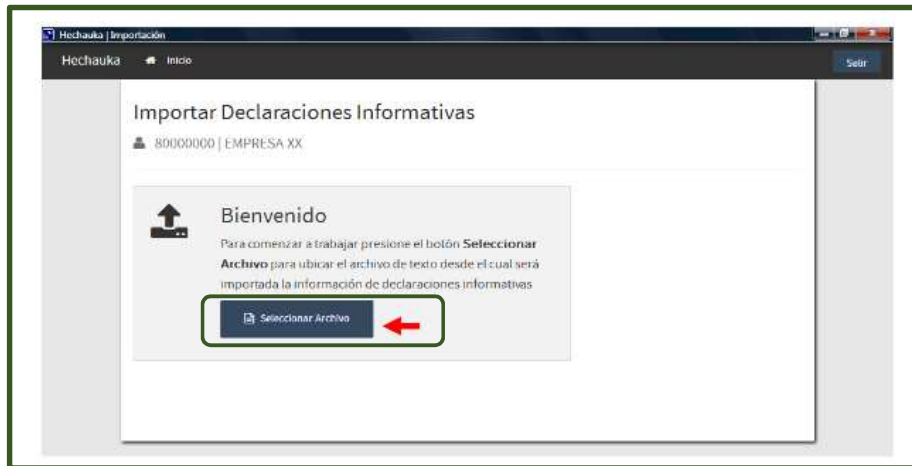 Hechauka | Importación
Hechauka Inicio Salir
Importar Declaraciones Informativas
80000000 | EMPRESA XX
Bienvenido
Para comenzar a trabajar presione el botón Seleccionar
Archivo para ubicar el archivo de texto desde el cual será
importada la información de declaraciones informativas
Seleccionar Archivo